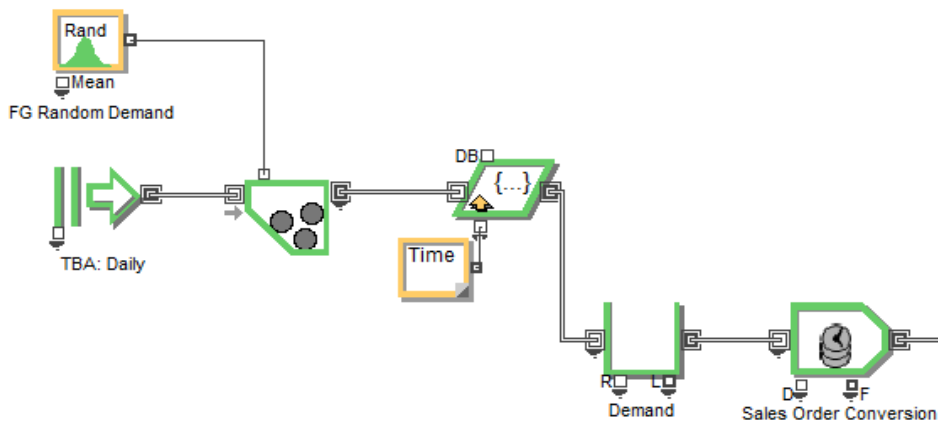 Rand
Mean
FG Random Demand
TBA: Daily
DB
{...}
Time
R
L
Demand
D
F
Sales Order Conversion